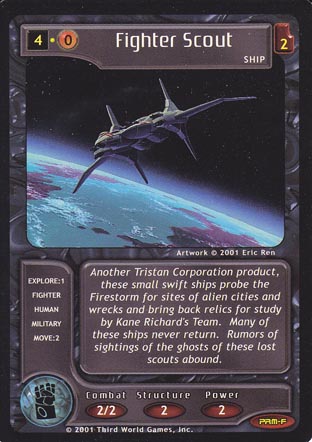 4 • 0
Fighter Scout
2
SHIP
Artwork © 2001 Eric Ren
EXPLORE:1
FIGHTER
HUMAN
MILITARY
MOVE:2
Another Tristan Corporation product,
these small swift ships probe the
Firestorm for sites of alien cities and
wrecks and bring back relics for study
by Kane Richard's Team. Many of
these ships never return. Rumors of
sightings of the ghosts of these lost
scouts abound.
Combat Structure Power
2/2 2 2
PRM-F
© 2001 Third World Games, Inc.